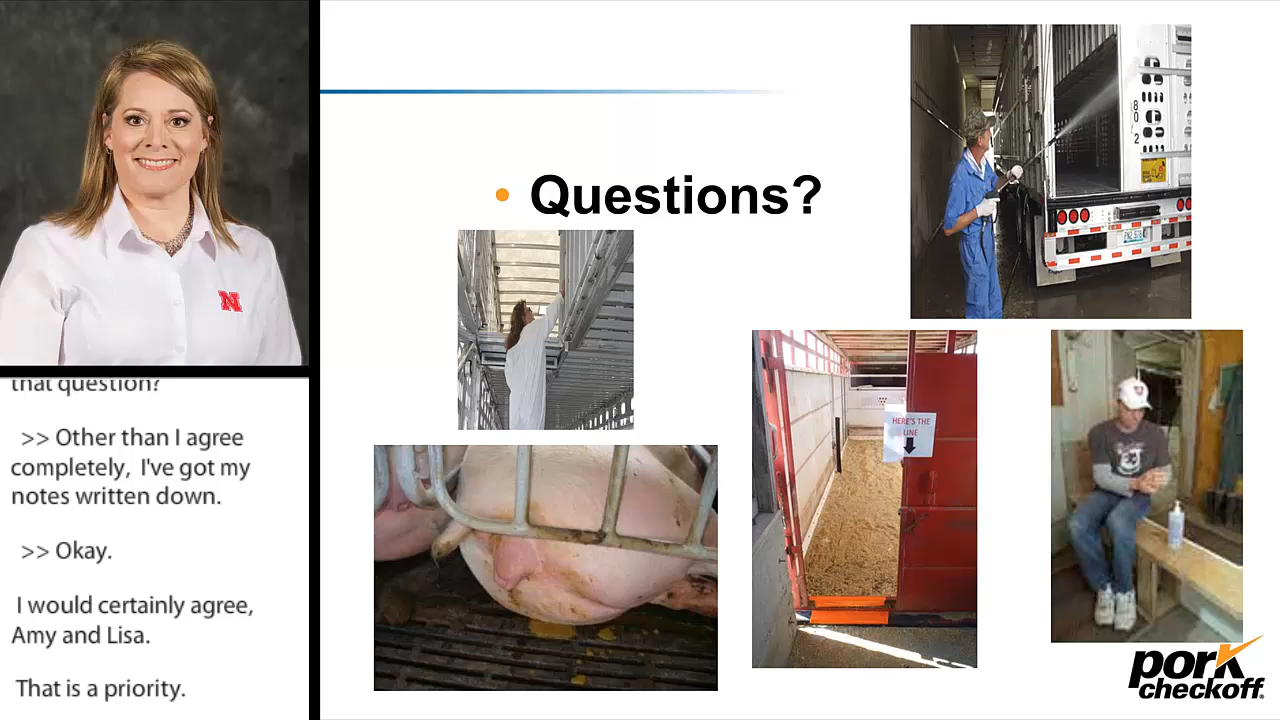 that question?
>> Other than I agree
completely, I've got my
notes written down.
>> Okay.
I would certainly agree,
Amy and Lisa.
That is a priority.
N
• Questions?
802
HERE'S THE
LINE
pork
checkoff